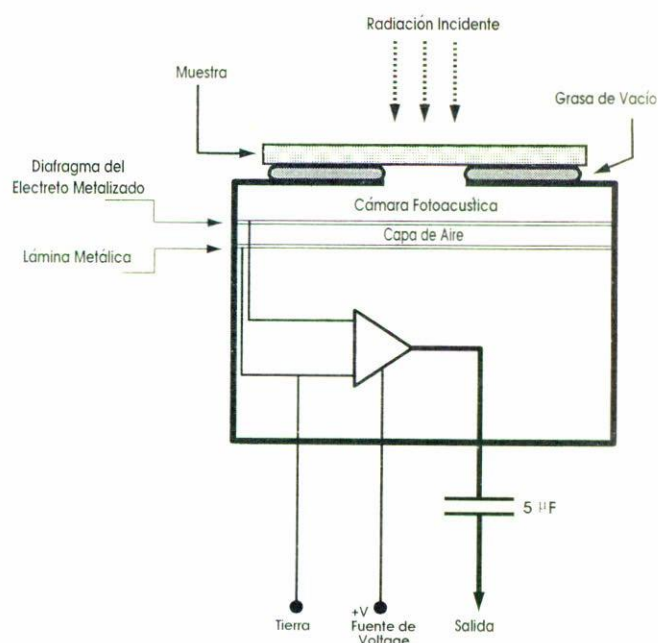 Radiación Incidente
Muestra
Grasa de Vacío
Diafragma del
Electreto Metalizado
Cámara Fotoacustica
Capa de Aire
Lámina Metálica
5 µF
Tierra
+V
Fuente de
Voltage
Salida